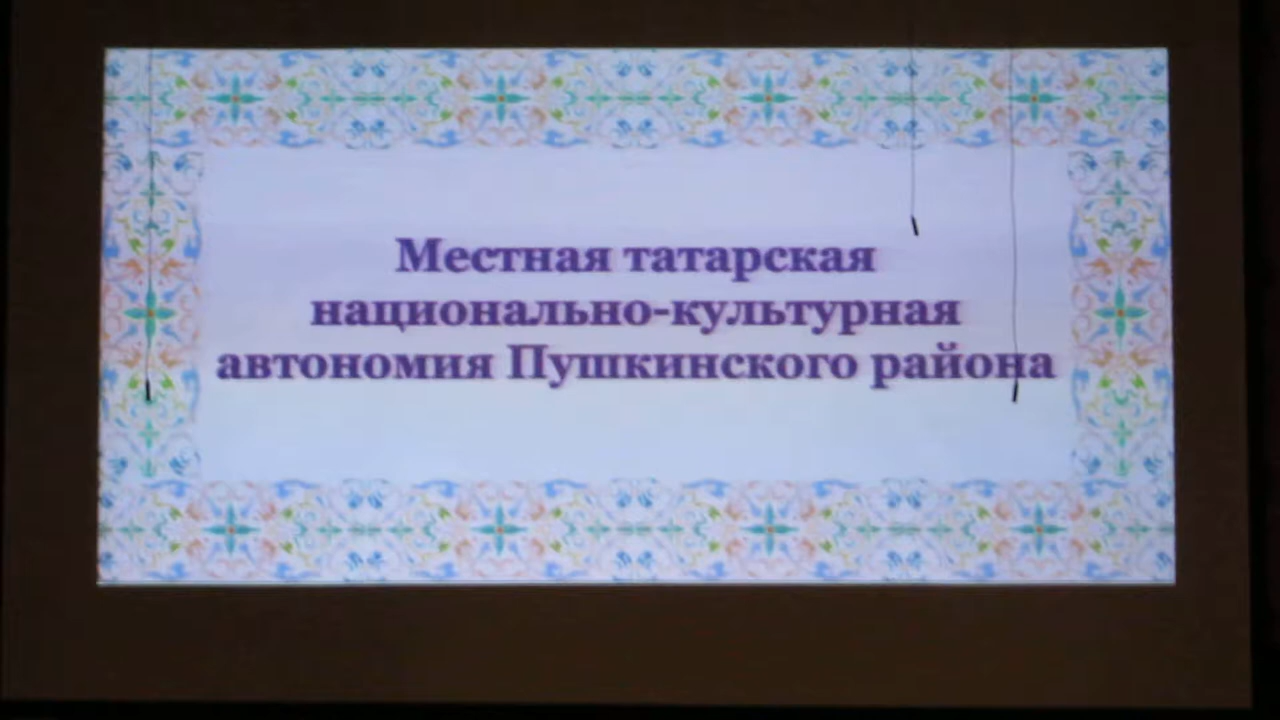 Местная татарская
национально-культурная
автономия Пушкинского района